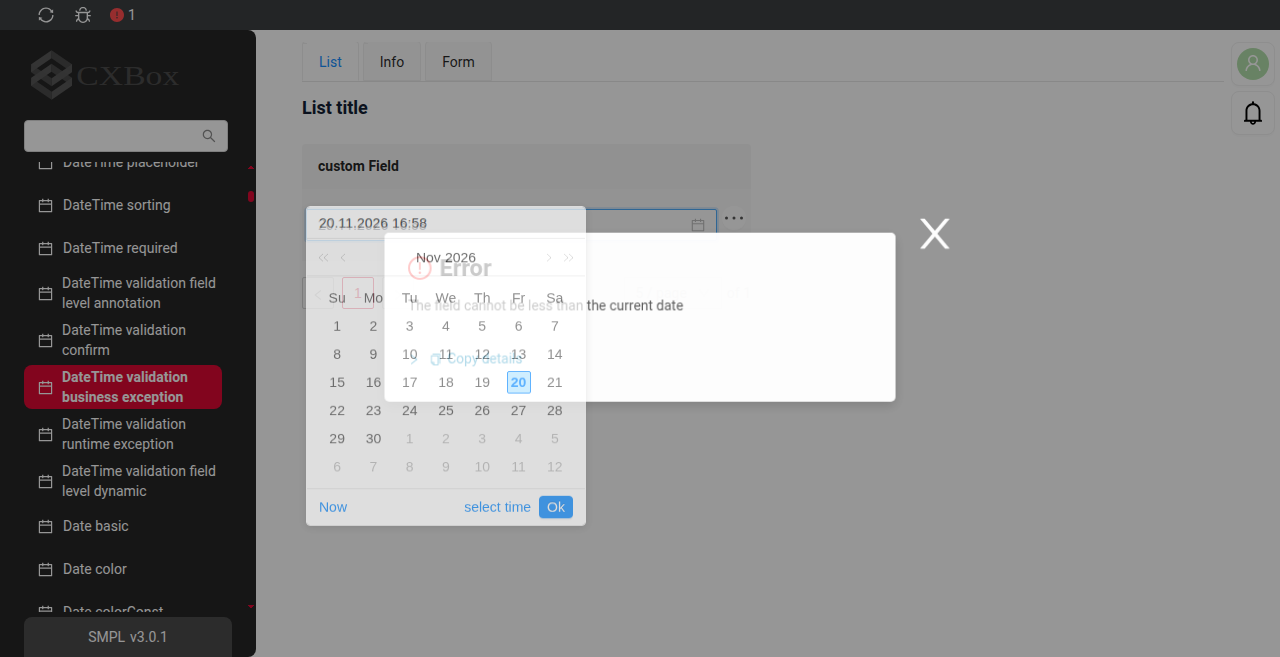 1
CXBox
DateTime placeholder
DateTime sorting
DateTime required
DateTime validation field
level annotation
DateTime validation
confirm
DateTime validation
business exception
DateTime validation
runtime exception
DateTime validation field
level dynamic
Date basic
Date color
Date colorConst
SMPL v3.0.1
List Info Form
List title
custom Field
20.11.2026 16:58
Nov 2026
Error
1
The field cannot be less than the current date
Copy details
Su Mo Tu We Th Fr Sa
1 2 3 4 5 6 7
8 9 10 11 12 13 14
15 16 17 18 19 20 21
22 23 24 25 26 27 28
29 30 1 2 3 4 5
6 7 8 9 10 11 12
Now select time Ok